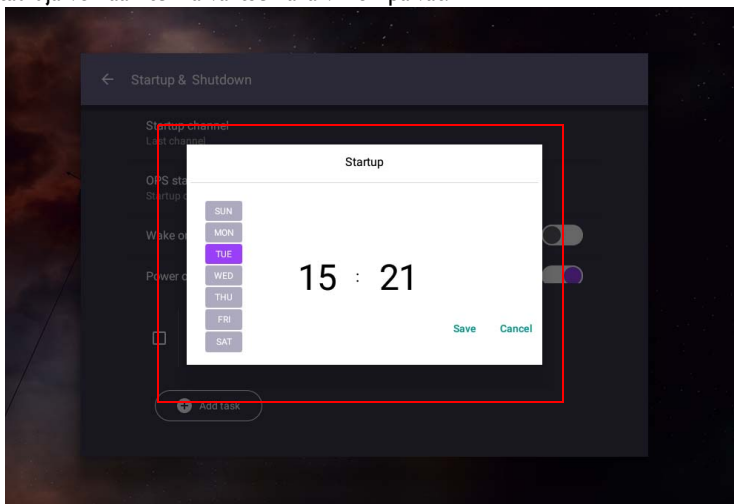 Startup & Shutdown
Startup channel
Last channel
Startup
OPS sta
Startup
SUN
MON
TUE
WED
THU
FRI
SAT
Wake o
Power o
15 : 21
Save Cancel
Add task